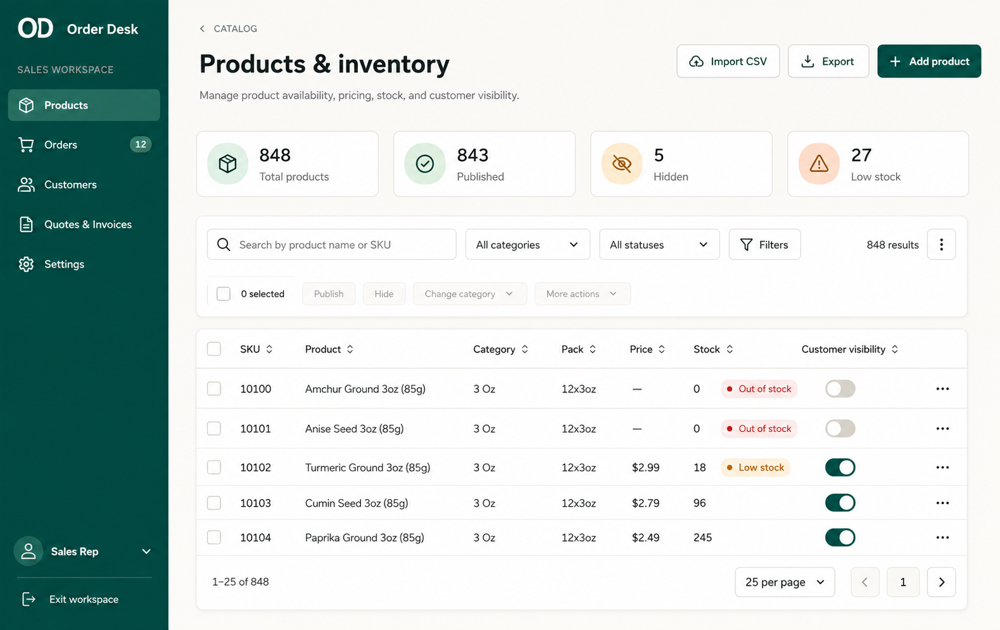 OD Order Desk
SALES WORKSPACE
Products
Orders 12
Customers
Quotes & Invoices
Settings
Sales Rep
Exit workspace
CATALOG
Products & inventory
Manage product availability, pricing, stock, and customer visibility.
Import CSV
Export
+ Add product
848
Total products
843
Published
5
Hidden
27
Low stock
Search by product name or SKU
All categories
All statuses
Filters
848 results
0 selected
Publish
Hide
Change category
More actions
SKU Product Category Pack Price Stock Customer visibility
10100 Amchur Ground 3oz (85g) 3 Oz 12x3oz — 0 Out of stock
10101 Anise Seed 3oz (85g) 3 Oz 12x3oz — 0 Out of stock
10102 Turmeric Ground 3oz (85g) 3 Oz 12x3oz $2.99 18 Low stock
10103 Cumin Seed 3oz (85g) 3 Oz 12x3oz $2.79 96
10104 Paprika Ground 3oz (85g) 3 Oz 12x3oz $2.49 245
1–25 of 848
25 per page
1